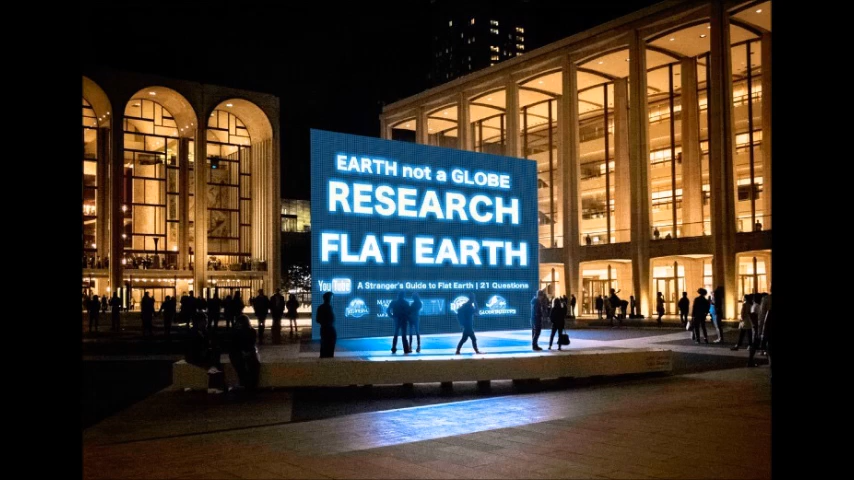 EARTH not a GLOBE
RESEARCH
FLAT EARTH
YouTube A Stranger's Guide to Flat Earth | 21 Questions